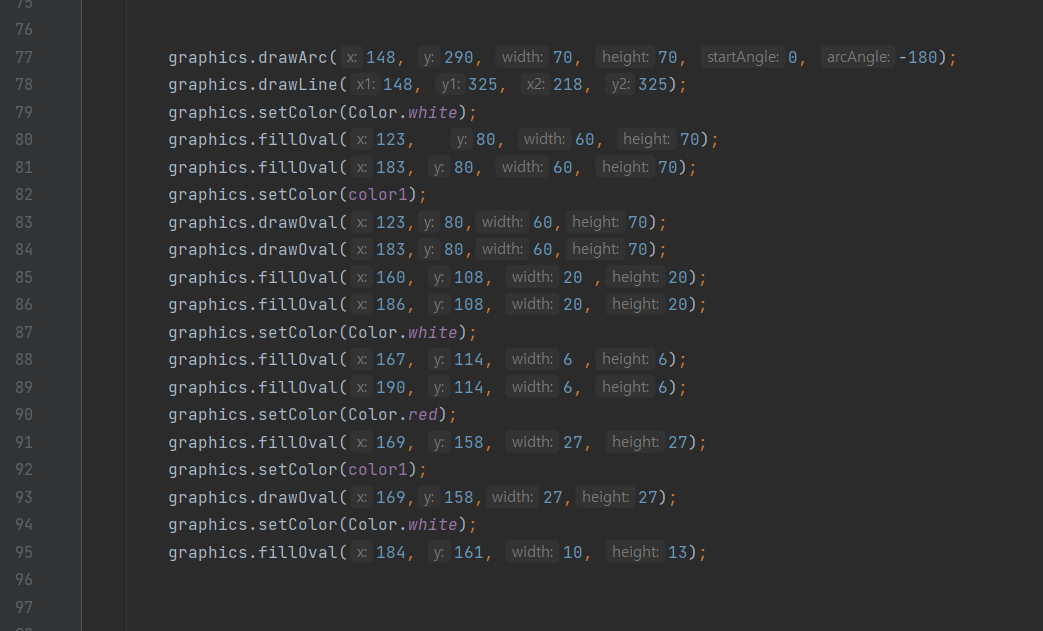 75
76
77 graphics.drawArc( x: 148, y: 290, width: 70, height: 70, startAngle: 0, arcAngle: -180);
78 graphics.drawLine( x1: 148, y1: 325, x2: 218, y2: 325);
79 graphics.setColor(Color.white);
80 graphics.fillOval( x: 123, y: 80, width: 60, height: 70);
81 graphics.fillOval( x: 183, y: 80, width: 60, height: 70);
82 graphics.setColor(color1);
83 graphics.drawOval( x: 123, y: 80, width: 60, height: 70);
84 graphics.drawOval( x: 183, y: 80, width: 60, height: 70);
85 graphics.fillOval( x: 160, y: 108, width: 20 , height: 20);
86 graphics.fillOval( x: 186, y: 108, width: 20, height: 20);
87 graphics.setColor(Color.white);
88 graphics.fillOval( x: 167, y: 114, width: 6 , height: 6);
89 graphics.fillOval( x: 190, y: 114, width: 6, height: 6);
90 graphics.setColor(Color.red);
91 graphics.fillOval( x: 169, y: 158, width: 27, height: 27);
92 graphics.setColor(color1);
93 graphics.drawOval( x: 169, y: 158, width: 27, height: 27);
94 graphics.setColor(Color.white);
95 graphics.fillOval( x: 184, y: 161, width: 10, height: 13);
96
97